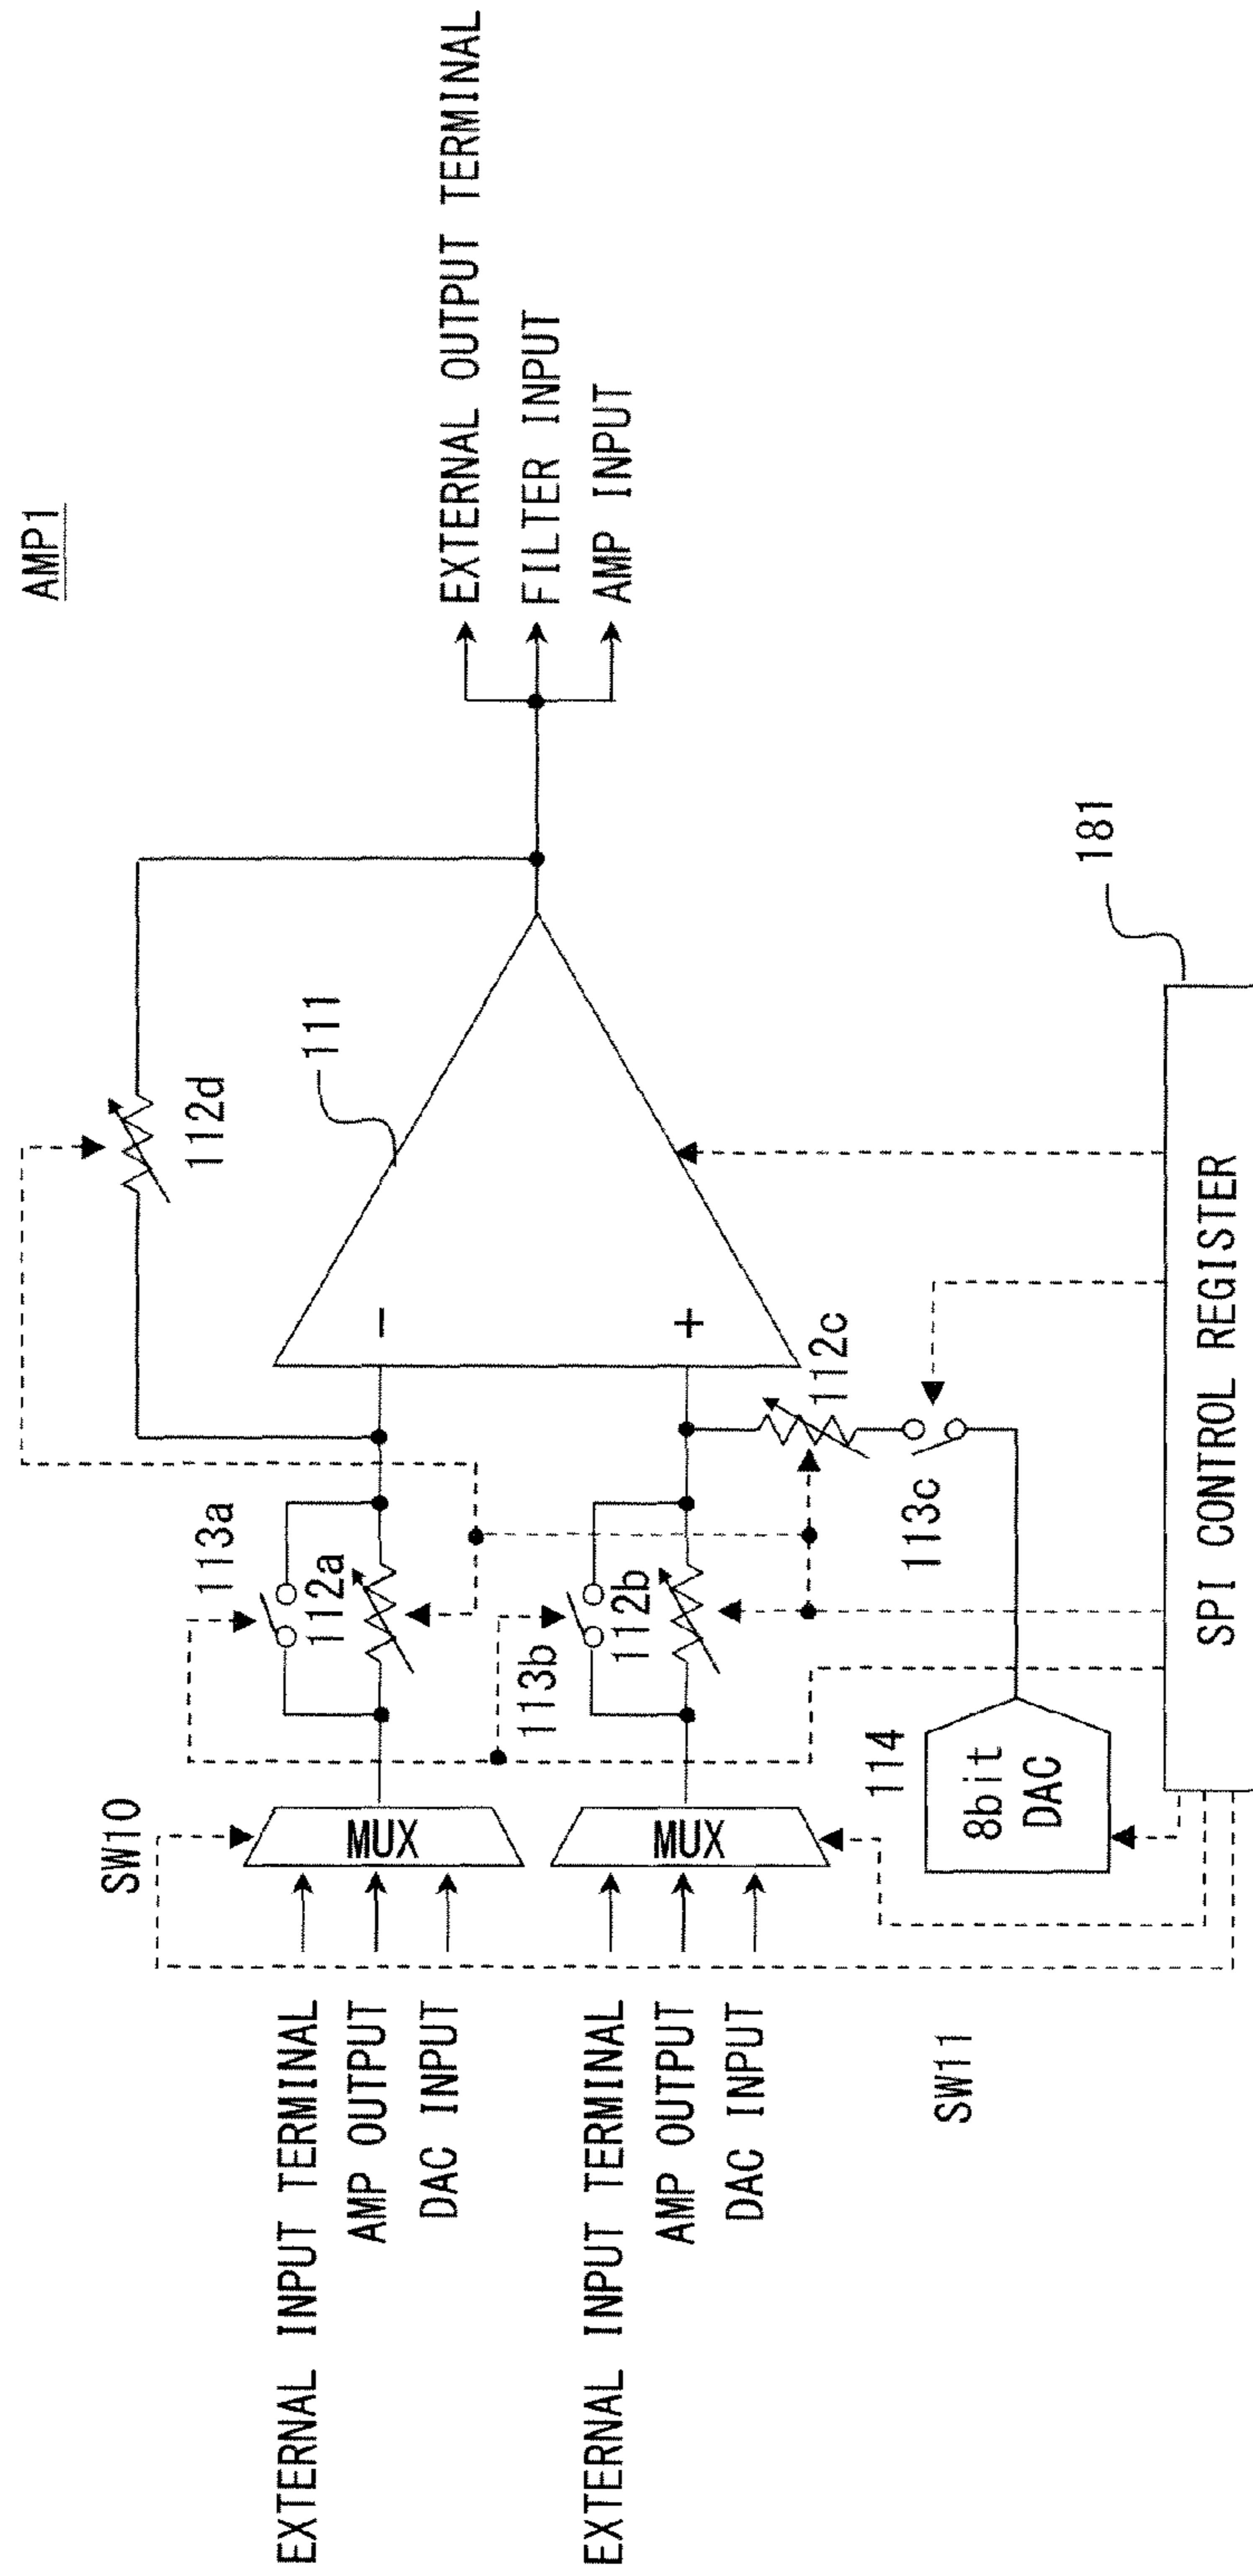 AMP1
EXTERNAL OUTPUT TERMINAL
FILTER INPUT
AMP INPUT
112d
111
SW10
113a
112a
MUX
EXTERNAL INPUT TERMINAL
AMP OUTPUT
DAC INPUT
113b
112b
MUX
EXTERNAL INPUT TERMINAL
AMP OUTPUT
DAC INPUT
−
+
112c
113c
114
8bit
DAC
SW11
181
SPI CONTROL REGISTER